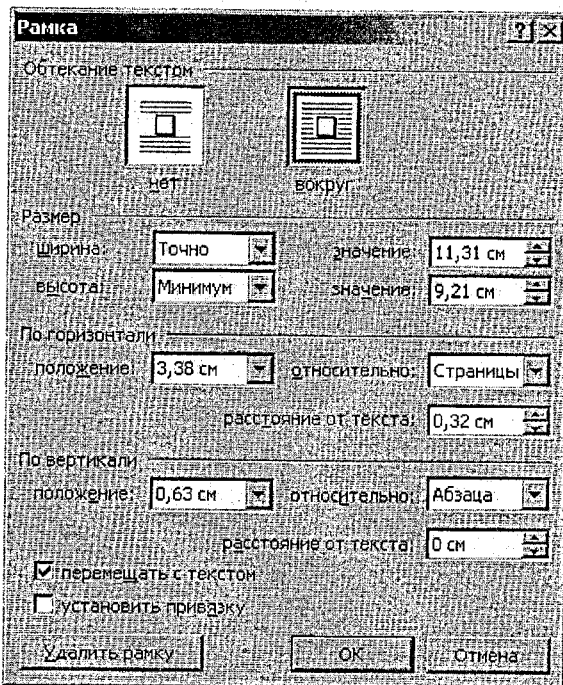 Рамка
Обтекание текстом
нет вокруг
Размер
ширина: Точно значение: 11,31 см
высота: Минимум значение: 9,21 см
По горизонтали
положение: 3,38 см относительно: Страницы
расстояние от текста: 0,32 см
По вертикали
положение: 0,63 см относительно: Абзаца
расстояние от текста: 0 см
перемещать с текстом
установить привязку
Удалить рамку ОК Отмена